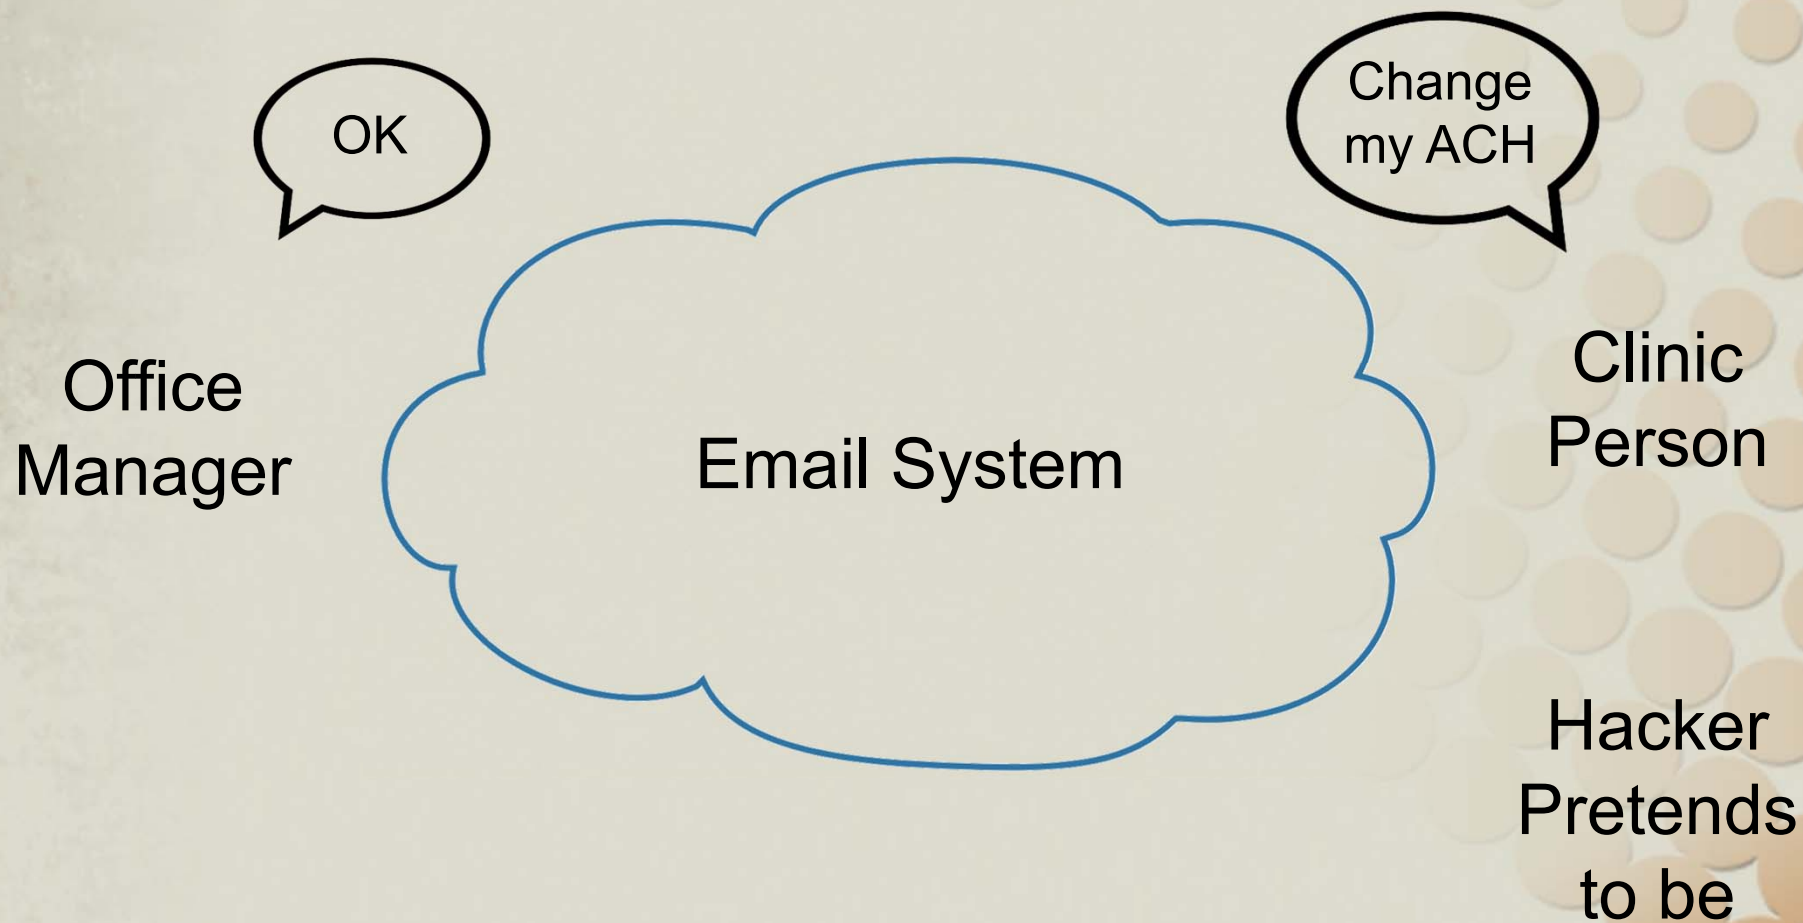 OK
Change
my ACH
Office
Manager
Email System
Clinic
Person
Hacker
Pretends
to be